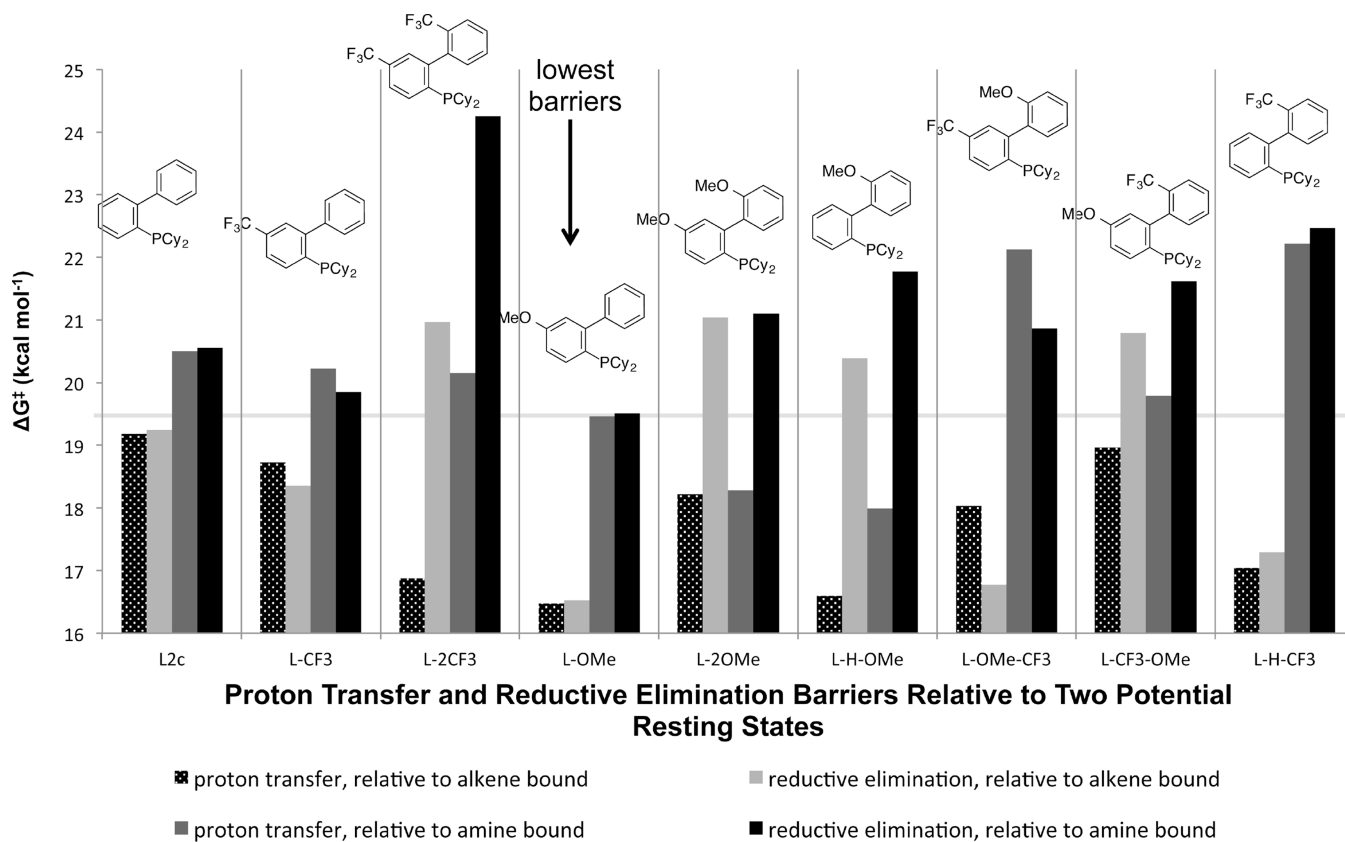 F₃C
F₃C
PCy₂
lowest
barriers
25
24
23
22
21
20
19
18
17
16
ΔG‡ (kcal mol⁻¹)
PCy₂
F₃C
PCy₂
MeO
PCy₂
MeO
MeO
PCy₂
MeO
PCy₂
MeO
F₃C
PCy₂
F₃C
MeO
PCy₂
F₃C
PCy₂
L2c
L-CF3
L-2CF3
L-OMe
L-2OMe
L-H-OMe
L-OMe-CF3
L-CF3-OMe
L-H-CF3
Proton Transfer and Reductive Elimination Barriers Relative to Two Potential
Resting States
proton transfer, relative to alkene bound
reductive elimination, relative to alkene bound
proton transfer, relative to amine bound
reductive elimination, relative to amine bound